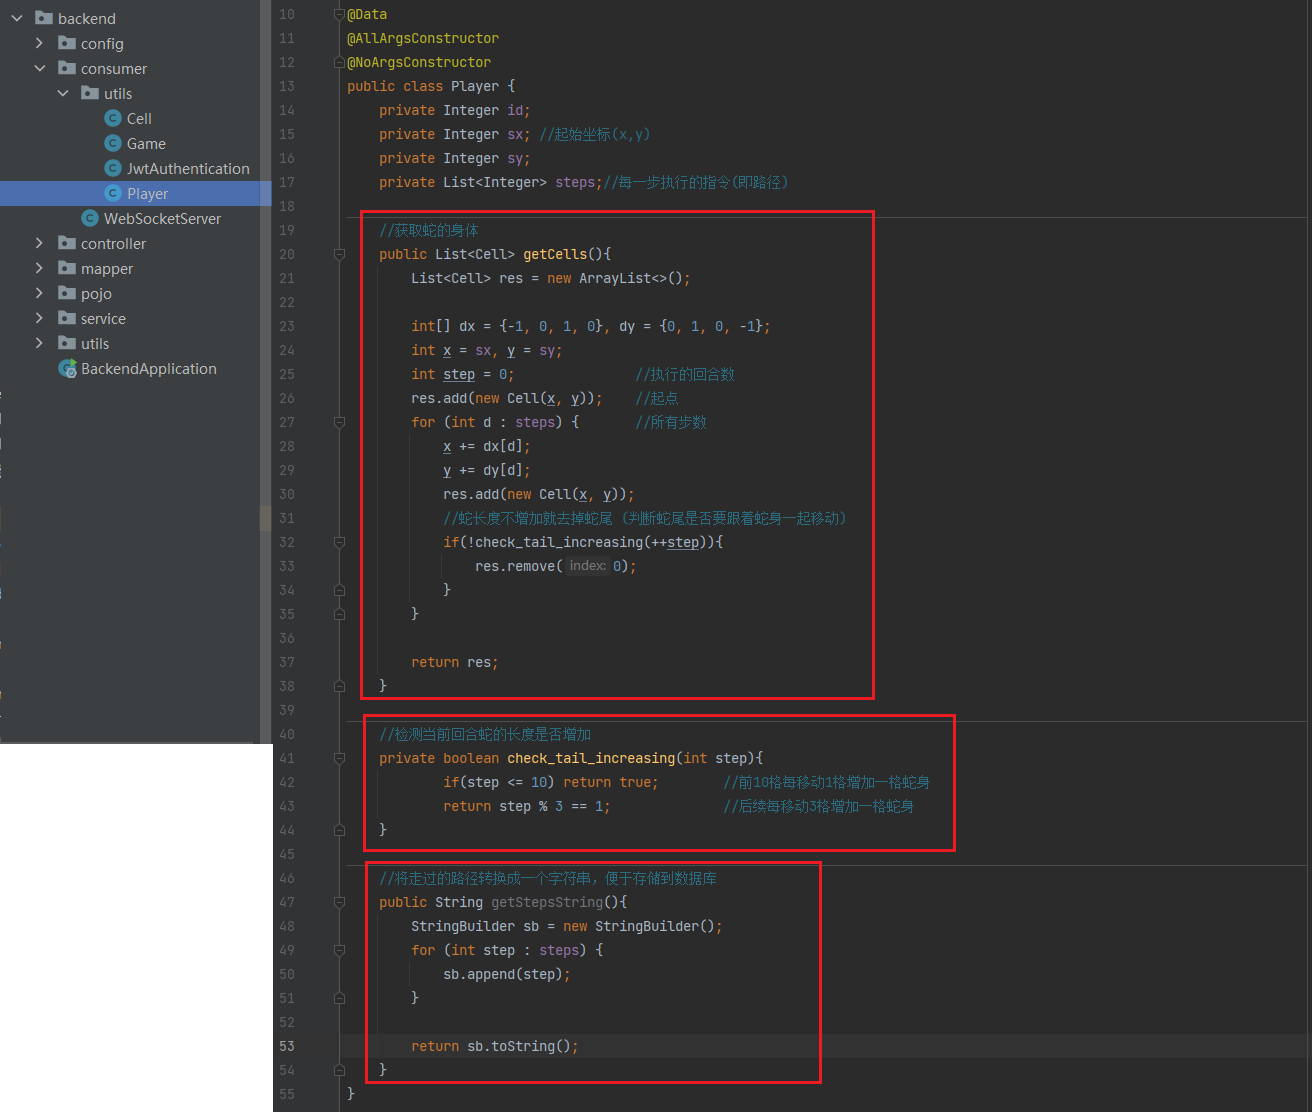 backend
config
consumer
utils
Cell
Game
JwtAuthentication
Player
WebSocketServer
controller
mapper
pojo
service
utils
BackendApplication
10 @Data
11 @AllArgsConstructor
12 @NoArgsConstructor
13 public class Player {
14 private Integer id;
15 private Integer sx; //起始坐标(x,y)
16 private Integer sy;
17 private List<Integer> steps;//每一步执行的指令(即路径)
18
19 //获取蛇的身体
20 public List<Cell> getCells(){
21 List<Cell> res = new ArrayList<>();
22
23 int[] dx = {-1, 0, 1, 0}, dy = {0, 1, 0, -1};
24 int x = sx, y = sy;
25 int step = 0; //执行的回合数
26 res.add(new Cell(x, y)); //起点
27 for (int d : steps) { //所有步数
28 x += dx[d];
29 y += dy[d];
30 res.add(new Cell(x, y));
31 //蛇长度不增加就去掉蛇尾 (判断蛇尾是否要跟着蛇身一起移动)
32 if(!check_tail_increasing(++step)){
33 res.remove( index: 0);
34 }
35 }
36
37 return res;
38 }
39
40 //检测当前回合蛇的长度是否增加
41 private boolean check_tail_increasing(int step){
42 if(step <= 10) return true; //前10格每移动1格增加一格蛇身
43 return step % 3 == 1; //后续每移动3格增加一格蛇身
44 }
45
46 //将走过的路径转换成一个字符串，便于存储到数据库
47 public String getStepsString(){
48 StringBuilder sb = new StringBuilder();
49 for (int step : steps) {
50 sb.append(step);
51 }
52
53 return sb.toString();
54 }
55 }